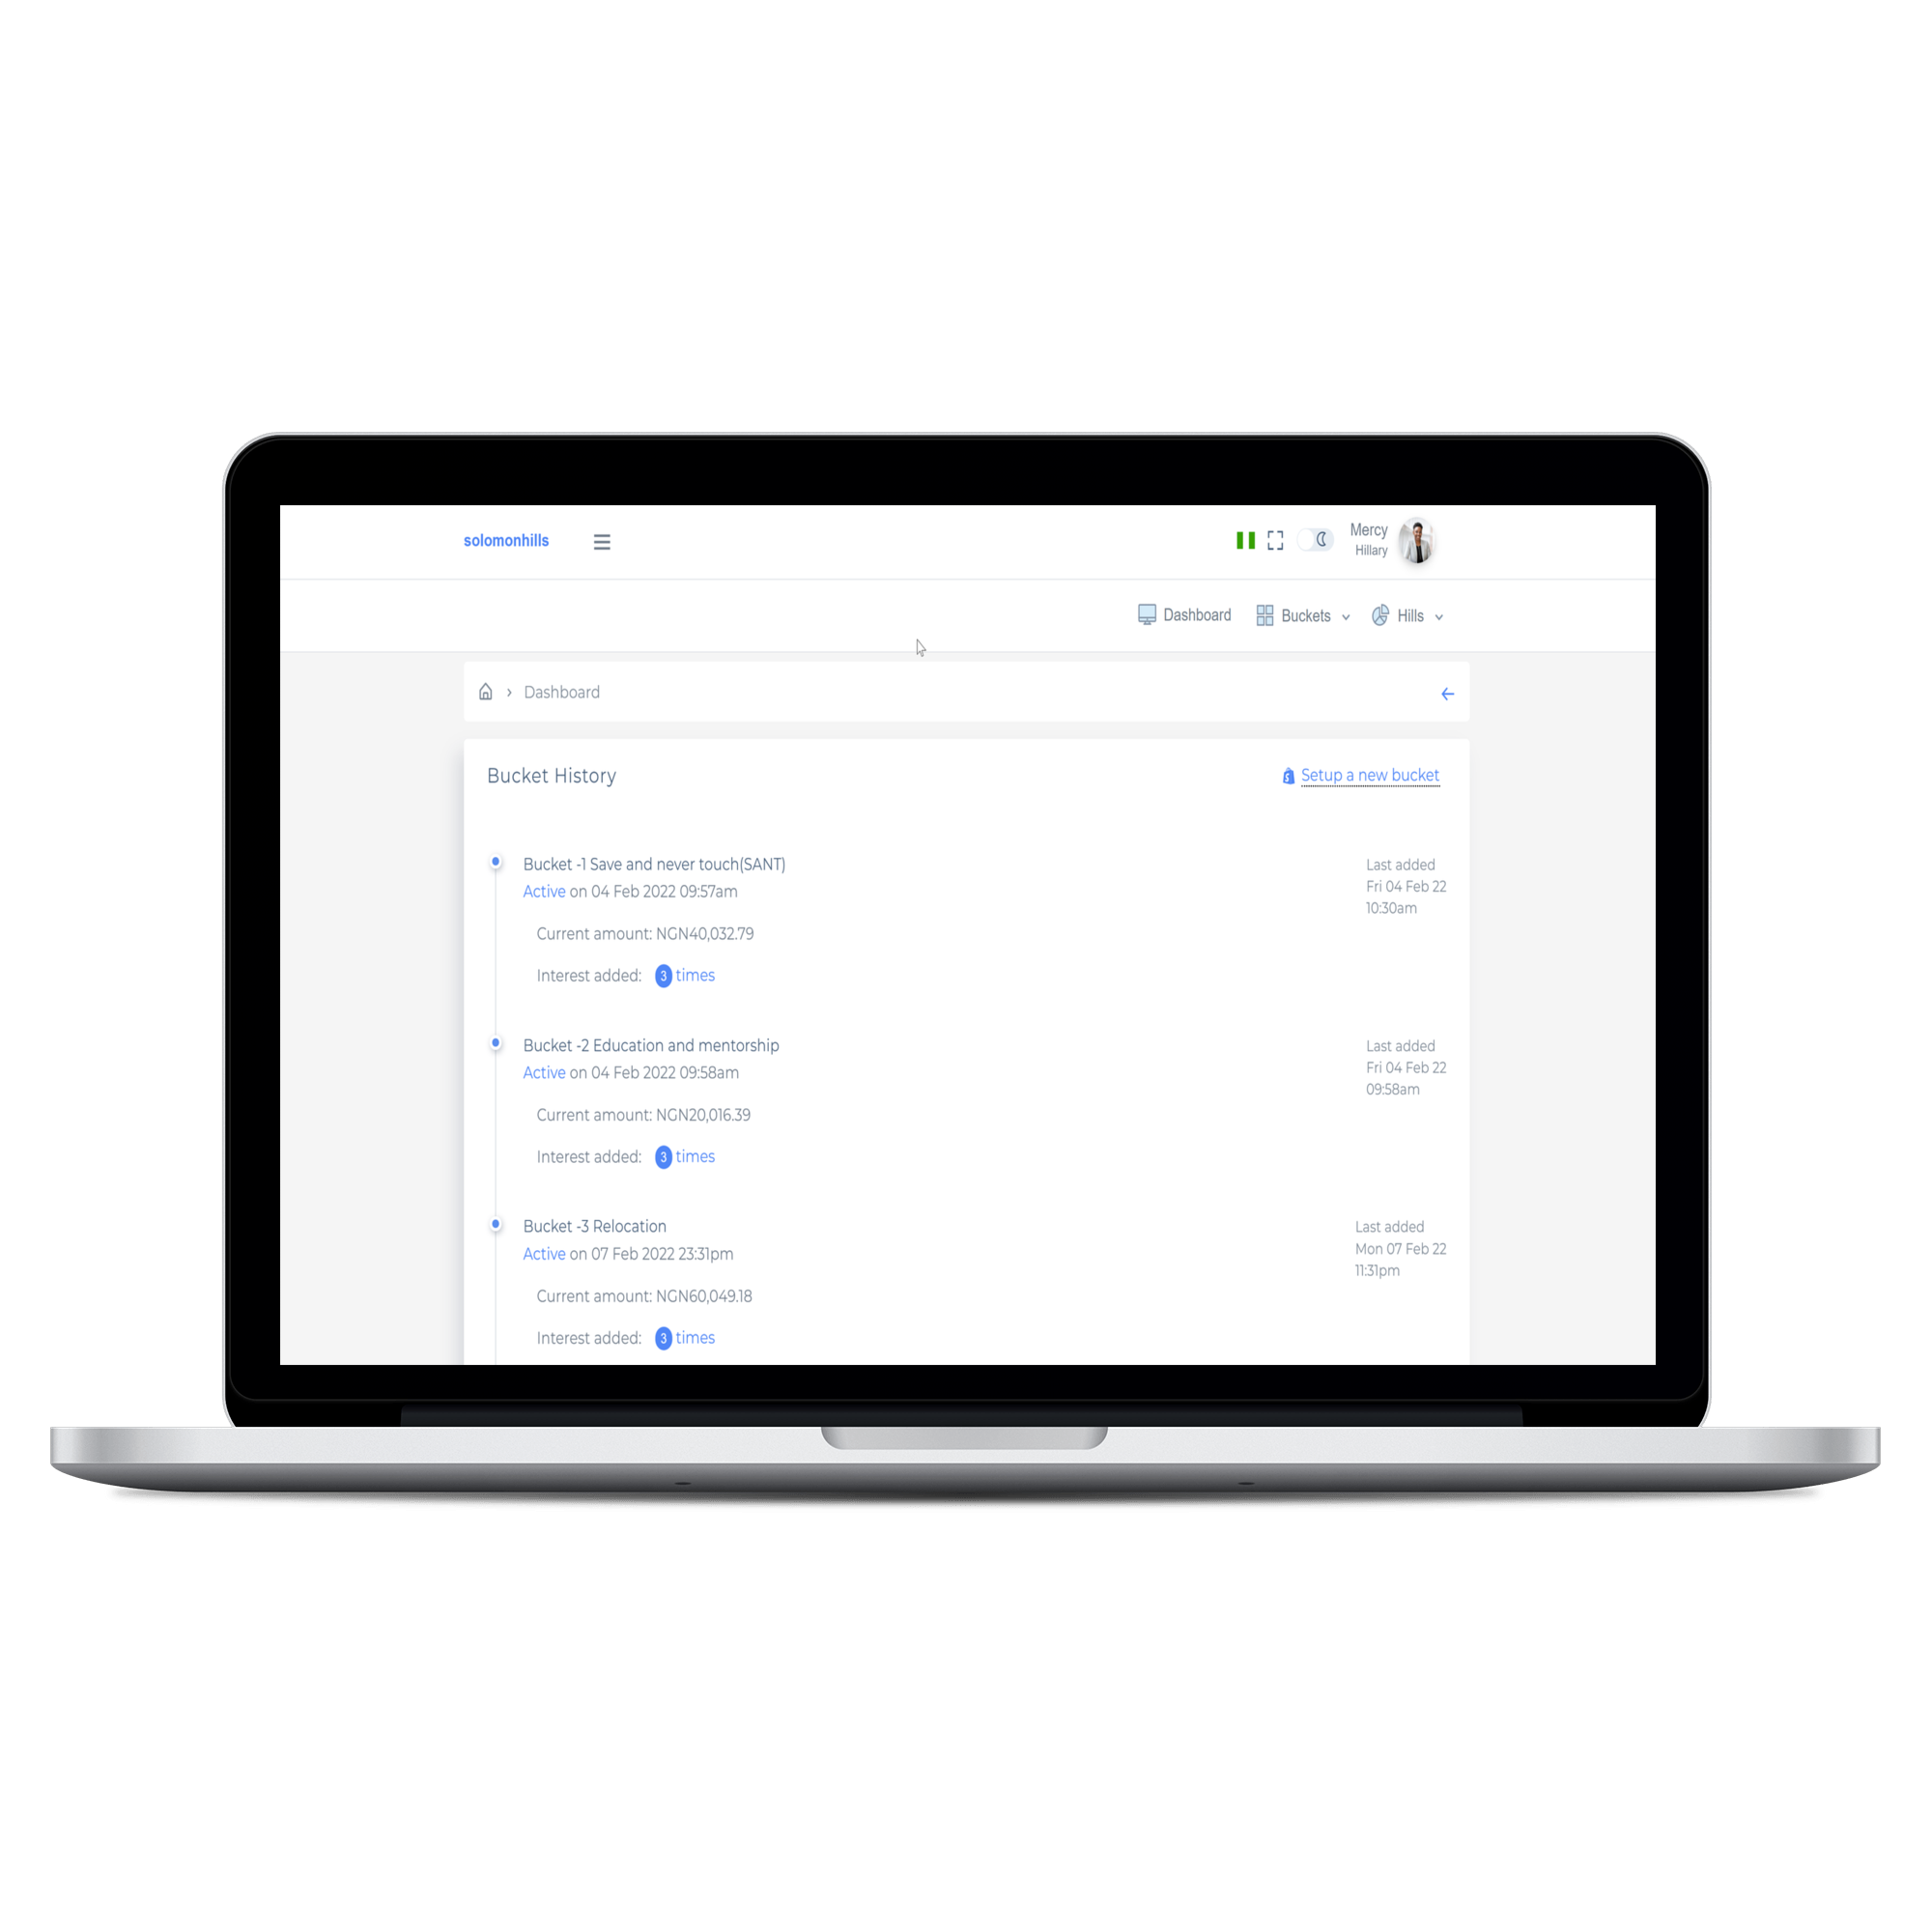 solomonhills
Mercy
Hillary
Dashboard
Buckets
Hills
Dashboard
Bucket History
Setup a new bucket
Bucket -1 Save and never touch(SANT)
Active on 04 Feb 2022 09:57am
Last added
Fri 04 Feb 22
10:30am
Current amount: NGN40,032.79
Interest added: 3 times
Bucket -2 Education and mentorship
Active on 04 Feb 2022 09:58am
Last added
Fri 04 Feb 22
09:58am
Current amount: NGN20,016.39
Interest added: 3 times
Bucket -3 Relocation
Active on 07 Feb 2022 23:31pm
Last added
Mon 07 Feb 22
11:31pm
Current amount: NGN60,049.18
Interest added: 3 times